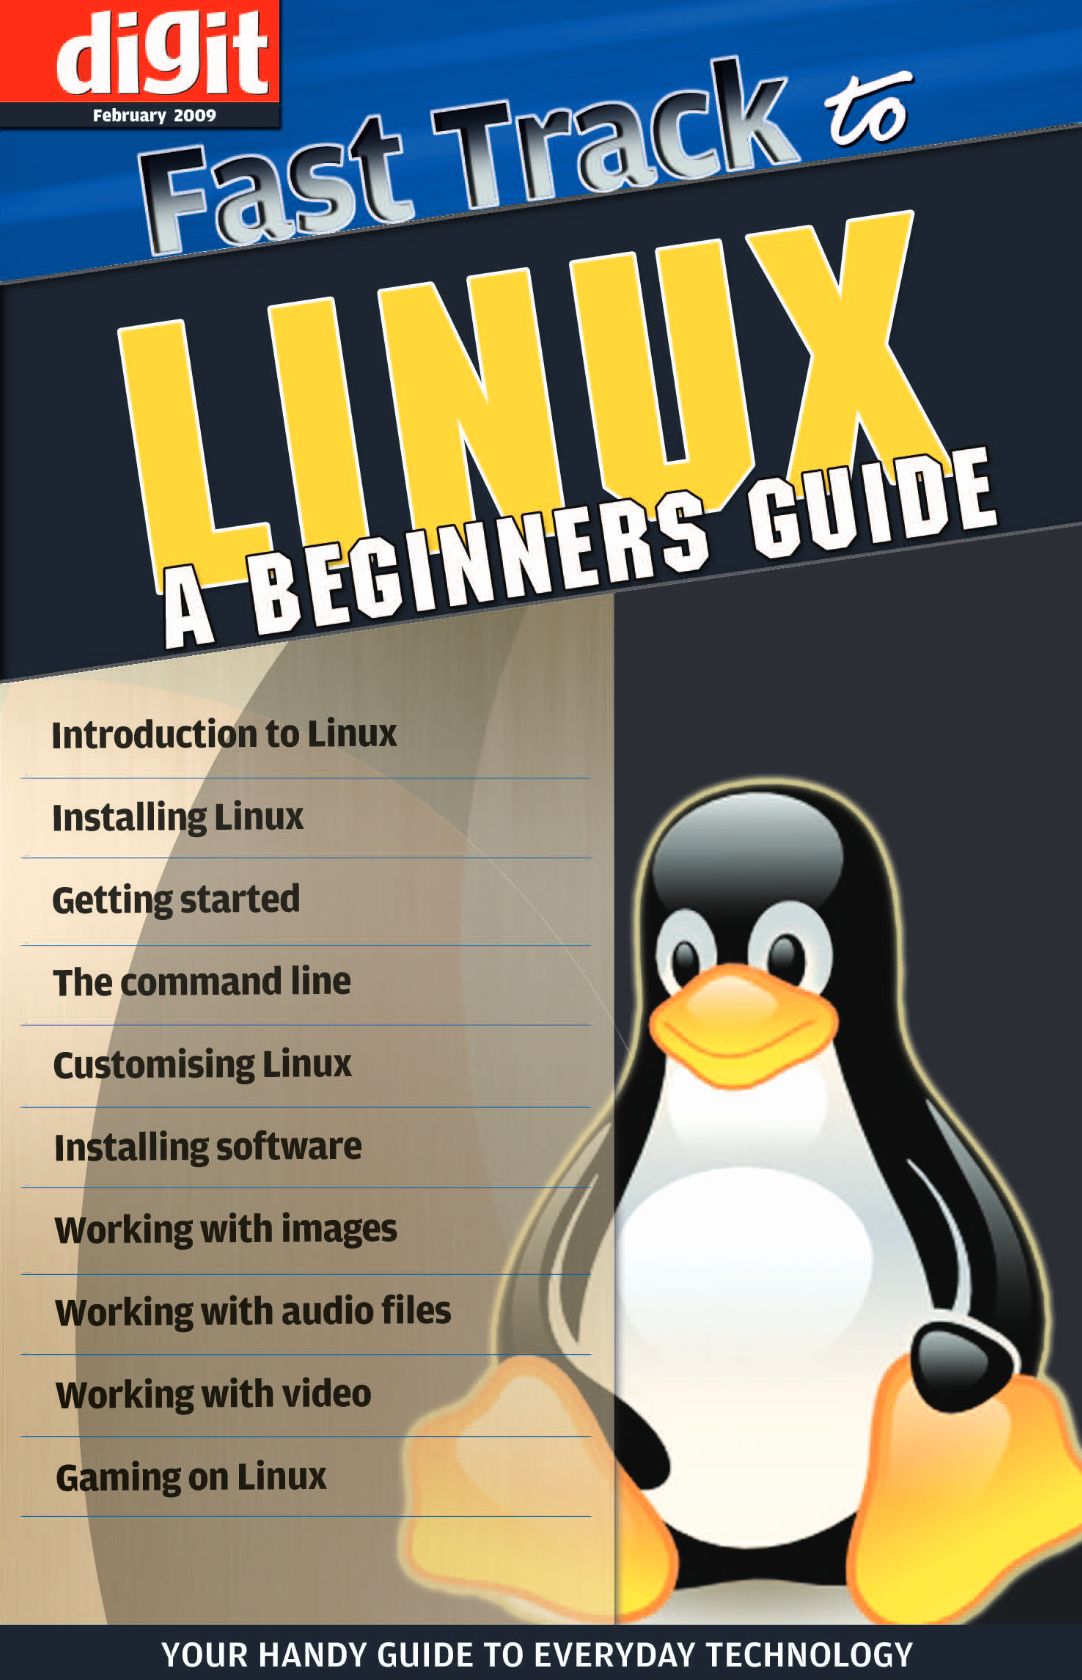 digit
February 2009
Fast Track to
LINUX
A BEGINNERS GUIDE
Introduction to Linux
Installing Linux
Getting started
The command line
Customising Linux
Installing software
Working with images
Working with audio files
Working with video
Gaming on Linux
YOUR HANDY GUIDE TO EVERYDAY TECHNOLOGY